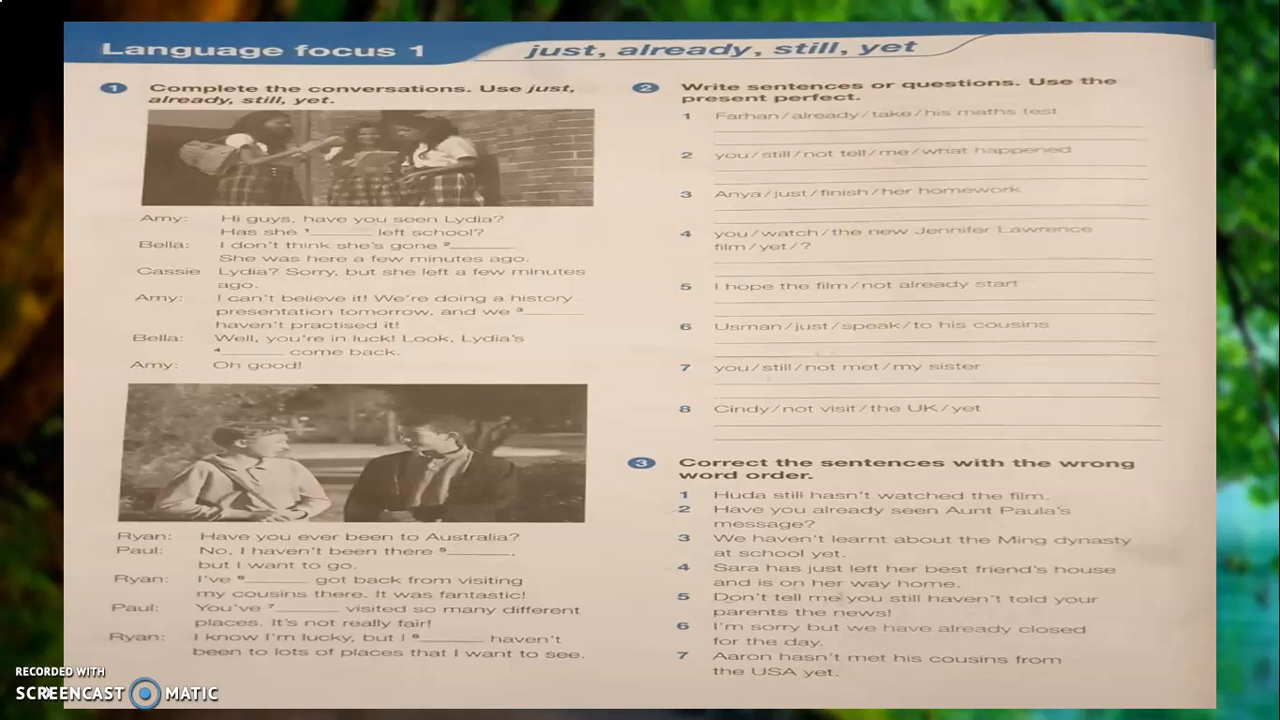 Language focus 1
just, already, still, yet
1 Complete the conversations. Use just,
already, still, yet.
Amy: Hi guys, have you seen Lydia?
Has she 1______ left school?
Bella: I don't think she's gone 2______.
She was here a few minutes ago.
Cassie Lydia? Sorry, but she left a few minutes
ago.
Amy: I can't believe it! We're doing a history
presentation tomorrow, and we 3______
haven't practised it!
Bella: Well, you're in luck! Look, Lydia's
4______ come back.
Amy: Oh good!
Ryan: Have you ever been to Australia?
Paul: No, I haven't been there 5______,
but I want to go.
Ryan: I've 6______ got back from visiting
my cousins there. It was fantastic!
Paul: You've 7______ visited so many different
places. It's not really fair!
Ryan: I know I'm lucky, but I 8______ haven't
been to lots of places that I want to see.
2 Write sentences or questions. Use the
present perfect.
1 Farhan / already / take / his maths test
2 you / still / not tell / me / what happened
3 Anya / just / finish / her homework
4 you / watch / the new Jennifer Lawrence
film / yet / ?
5 I hope the film / not already start
6 Usman / just / speak / to his cousins
7 you / still / not met / my sister
8 Cindy / not visit / the UK / yet
3 Correct the sentences with the wrong
word order.
1 Huda still hasn't watched the film.
2 Have you already seen Aunt Paula's
message?
3 We haven't learnt about the Ming dynasty
at school yet.
4 Sara has just left her best friend's house
and is on her way home.
5 Don't tell me you still haven't told your
parents the news!
6 I'm sorry but we have already closed
for the day.
7 Aaron hasn't met his cousins from
the USA yet.
RECORDED WITH
SCREENCAST MATIC